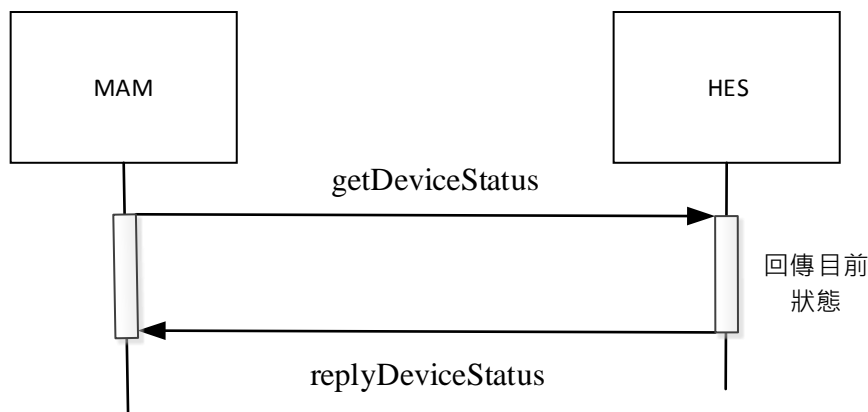 MAM
HES
getDeviceStatus
回傳目前
狀態
replyDeviceStatus